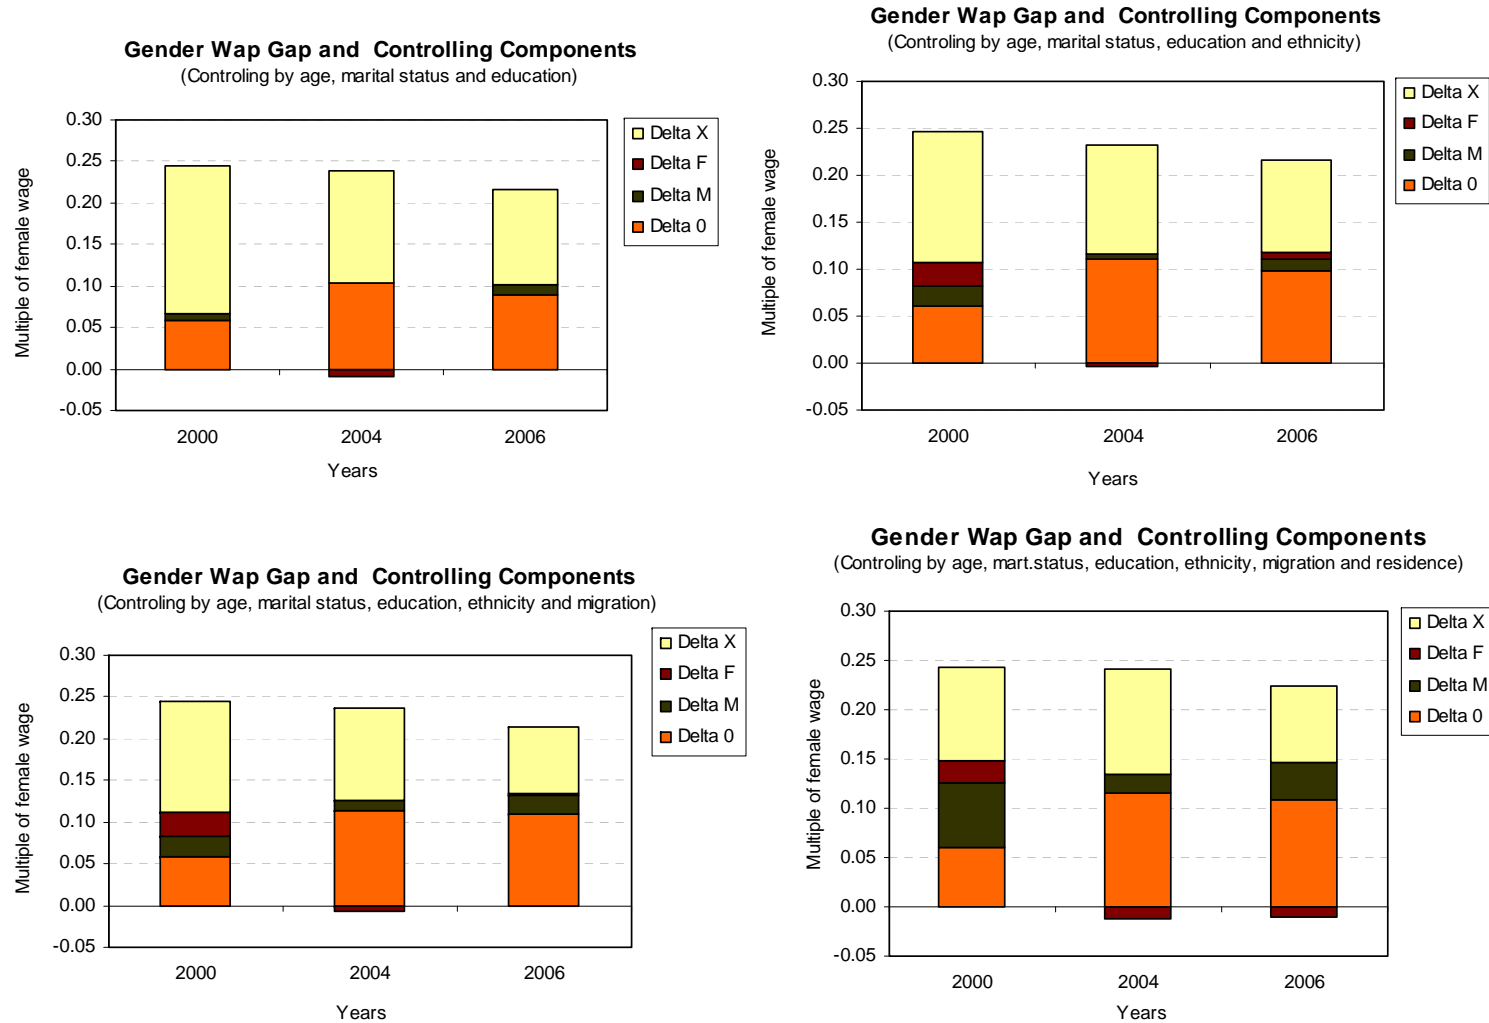 Gender Wap Gap and Controlling Components
(Controling by age, marital status and education)
Multiple of female wage
0.30
0.25
0.20
0.15
0.10
0.05
0.00
-0.05
2000
2004
2006
Years
Delta X
Delta F
Delta M
Delta 0
Gender Wap Gap and Controlling Components
(Controling by age, marital status, education and ethnicity)
Multiple of female wage
0.30
0.25
0.20
0.15
0.10
0.05
0.00
-0.05
2000
2004
2006
Years
Delta X
Delta F
Delta M
Delta 0
Gender Wap Gap and Controlling Components
(Controling by age, marital status, education, ethnicity and migration)
Multiple of female wage
0.30
0.25
0.20
0.15
0.10
0.05
0.00
-0.05
2000
2004
2006
Years
Delta X
Delta F
Delta M
Delta 0
Gender Wap Gap and Controlling Components
(Controling by age, mart.status, education, ethnicity, migration and residence)
Multiple of female wage
0.30
0.25
0.20
0.15
0.10
0.05
0.00
-0.05
2000
2004
2006
Years
Delta X
Delta F
Delta M
Delta 0